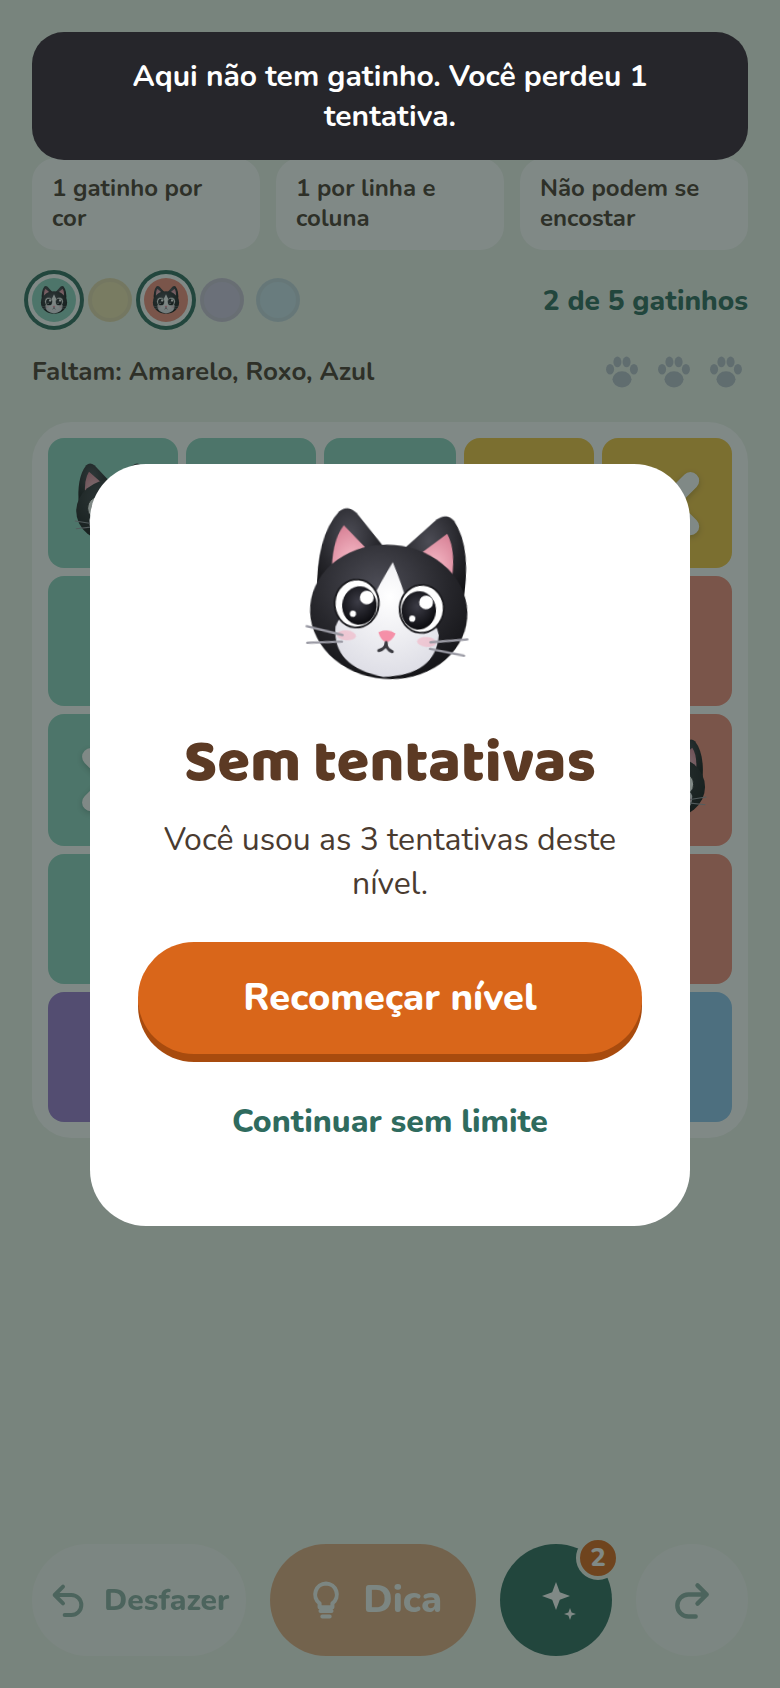 Aqui não tem gatinho. Você perdeu 1
tentativa.
1 gatinho por
cor
1 por linha e
coluna
Não podem se
encostar
2 de 5 gatinhos
Faltam: Amarelo, Roxo, Azul
Sem tentativas
Você usou as 3 tentativas deste
nível.
Recomeçar nível
Continuar sem limite
Desfazer
Dica
2